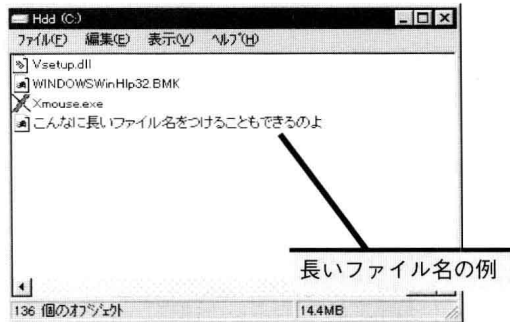 Hdd (C:)
ファイル(F) 編集(E) 表示(V) ヘルプ(H)
Vsetup.dll
WINDOWSWinHlp32.BMK
Xmouse.exe
こんなに長いファイル名をつけることもできるのよ
長いファイル名の例
136 個のオブジェクト 14.4MB